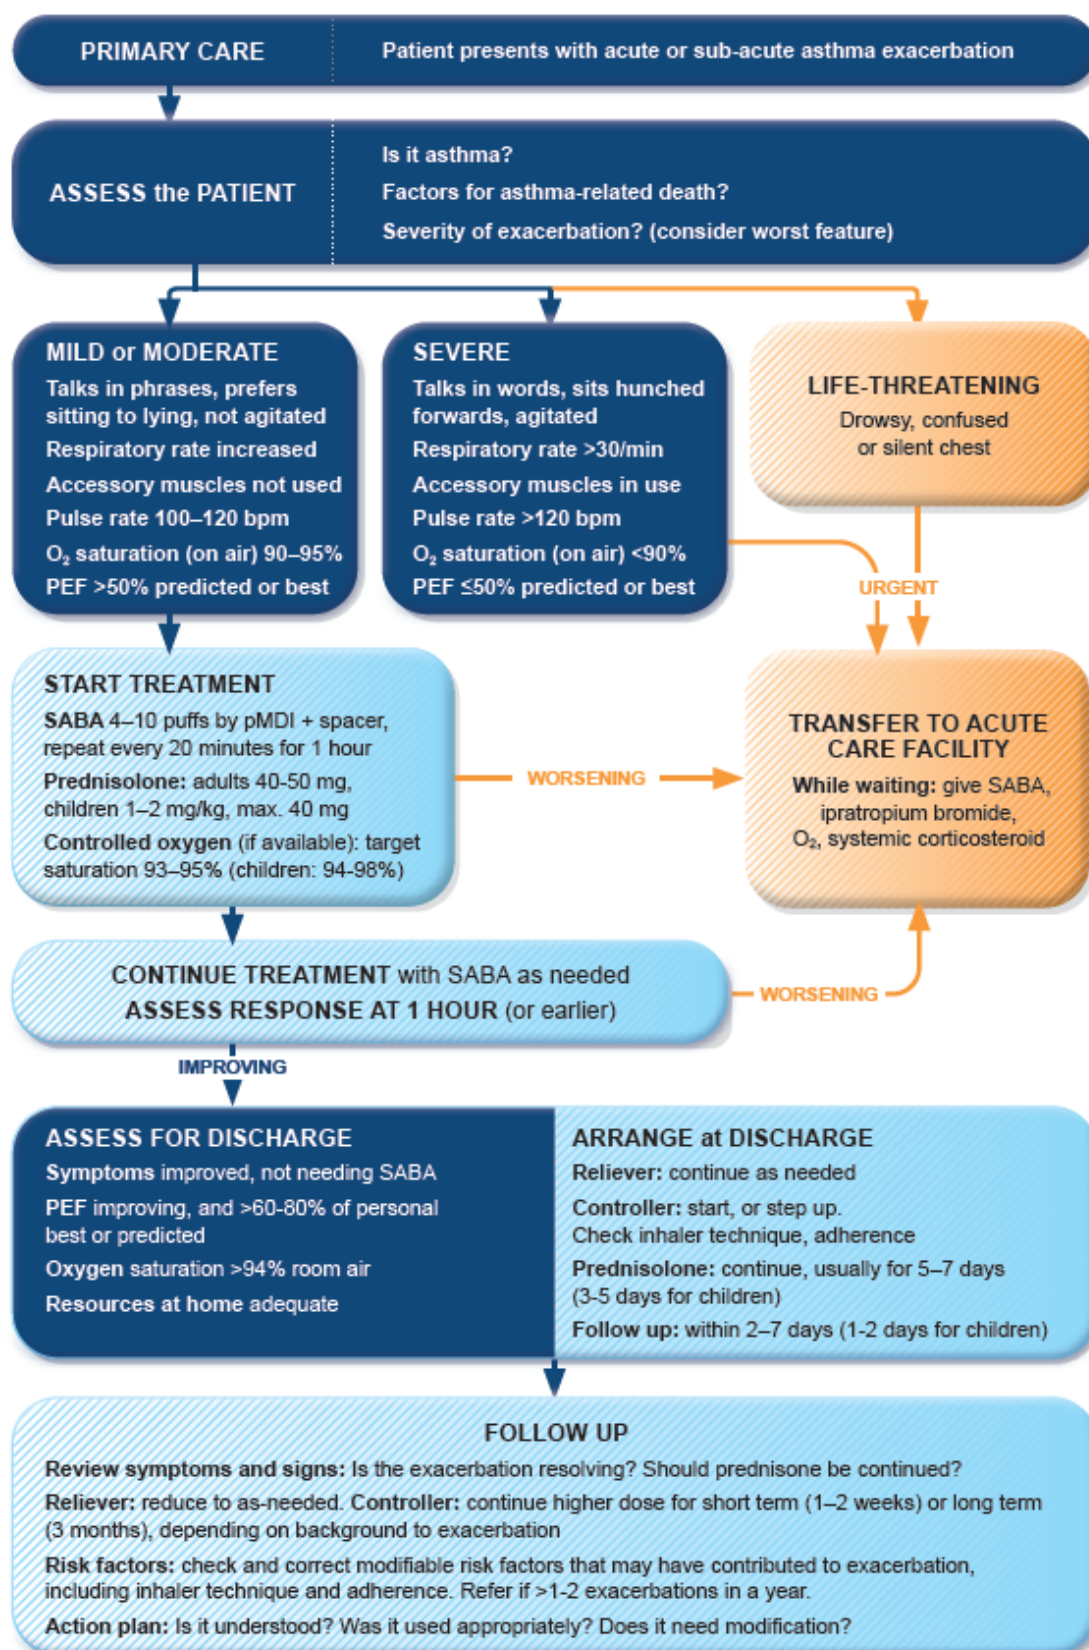 PRIMARY CARE
Patient presents with acute or sub-acute asthma exacerbation
ASSESS the PATIENT
Is it asthma?
Factors for asthma-related death?
Severity of exacerbation? (consider worst feature)
MILD or MODERATE
Talks in phrases, prefers
sitting to lying, not agitated
Respiratory rate increased
Accessory muscles not used
Pulse rate 100–120 bpm
O₂ saturation (on air) 90–95%
PEF >50% predicted or best
SEVERE
Talks in words, sits hunched
forwards, agitated
Respiratory rate >30/min
Accessory muscles in use
Pulse rate >120 bpm
O₂ saturation (on air) <90%
PEF ≤50% predicted or best
LIFE-THREATENING
Drowsy, confused
or silent chest
URGENT
START TREATMENT
SABA 4–10 puffs by pMDI + spacer,
repeat every 20 minutes for 1 hour
Prednisolone: adults 40-50 mg,
children 1–2 mg/kg, max. 40 mg
Controlled oxygen (if available): target
saturation 93–95% (children: 94-98%)
WORSENING
TRANSFER TO ACUTE
CARE FACILITY
While waiting: give SABA,
ipratropium bromide,
O₂, systemic corticosteroid
CONTINUE TREATMENT with SABA as needed
ASSESS RESPONSE AT 1 HOUR (or earlier)
WORSENING
IMPROVING
ASSESS FOR DISCHARGE
Symptoms improved, not needing SABA
PEF improving, and >60-80% of personal
best or predicted
Oxygen saturation >94% room air
Resources at home adequate
ARRANGE at DISCHARGE
Reliever: continue as needed
Controller: start, or step up.
Check inhaler technique, adherence
Prednisolone: continue, usually for 5–7 days
(3-5 days for children)
Follow up: within 2–7 days (1-2 days for children)
FOLLOW UP
Review symptoms and signs: Is the exacerbation resolving? Should prednisone be continued?
Reliever: reduce to as-needed. Controller: continue higher dose for short term (1–2 weeks) or long term
(3 months), depending on background to exacerbation
Risk factors: check and correct modifiable risk factors that may have contributed to exacerbation,
including inhaler technique and adherence. Refer if >1-2 exacerbations in a year.
Action plan: Is it understood? Was it used appropriately? Does it need modification?